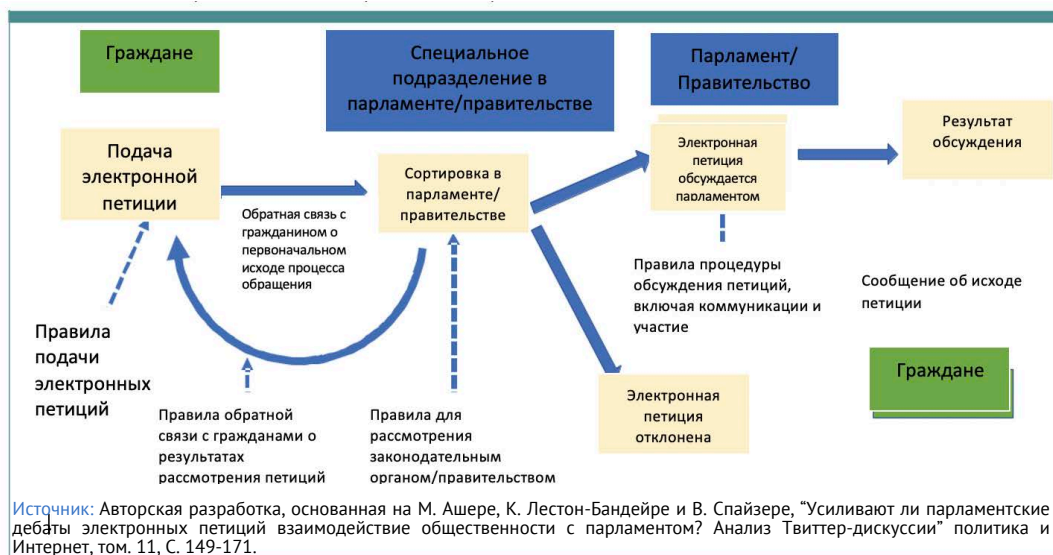 Граждане
Специальное
подразделение в
парламенте/правительстве
Парламент/
Правительство
Подача
электронной
петиции
Обратная связь с
гражданином о
первоначальном
исходе процесса
обращения
Сортировка в
парламенте/
правительстве
Электронная
петиция
обсуждается
парламентом
Результат
обсуждения
Правила
подачи
электронных
петиций
Правила обратной
связи с гражданами о
результатах
рассмотрения петиций
Правила для
рассмотрения
законодательным
органом/правительством
Правила процедуры
обсуждения петиций,
включая коммуникации и
участие
Электронная
петиция
отклонена
Сообщение об исходе
петиции
Граждане
Источник: Авторская разработка, основанная на М. Ашере, К. Лестон-Бандейре и В. Спайзере, “Усиливают ли парламентские
дебаты электронных петиций взаимодействие общественности с парламентом? Анализ Твиттер-дискуссии” политика и
Интернет, том. 11, С. 149-171.